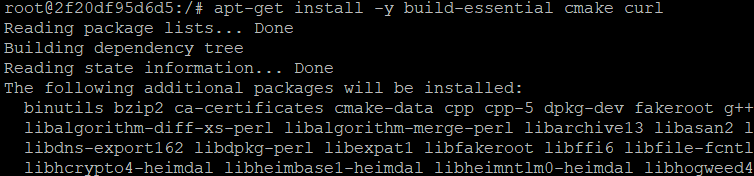 root@2f20df95d6d5:/# apt-get install -y build-essential cmake curl
Reading package lists... Done
Building dependency tree
Reading state information... Done
The following additional packages will be installed:
binutils bzip2 ca-certificates cmake-data cpp cpp-5 dpkg-dev fakeroot g++
libalgorithm-diff-xs-perl libalgorithm-merge-perl libarchive13 libasan2 l
libdns-export162 libdpkg-perl libexpat1 libfakeroot libffi6 libfile-fcntl
libhcrypto4-heimdal libheimbase1-heimdal libheimntlm0-heimdal libhogweed4